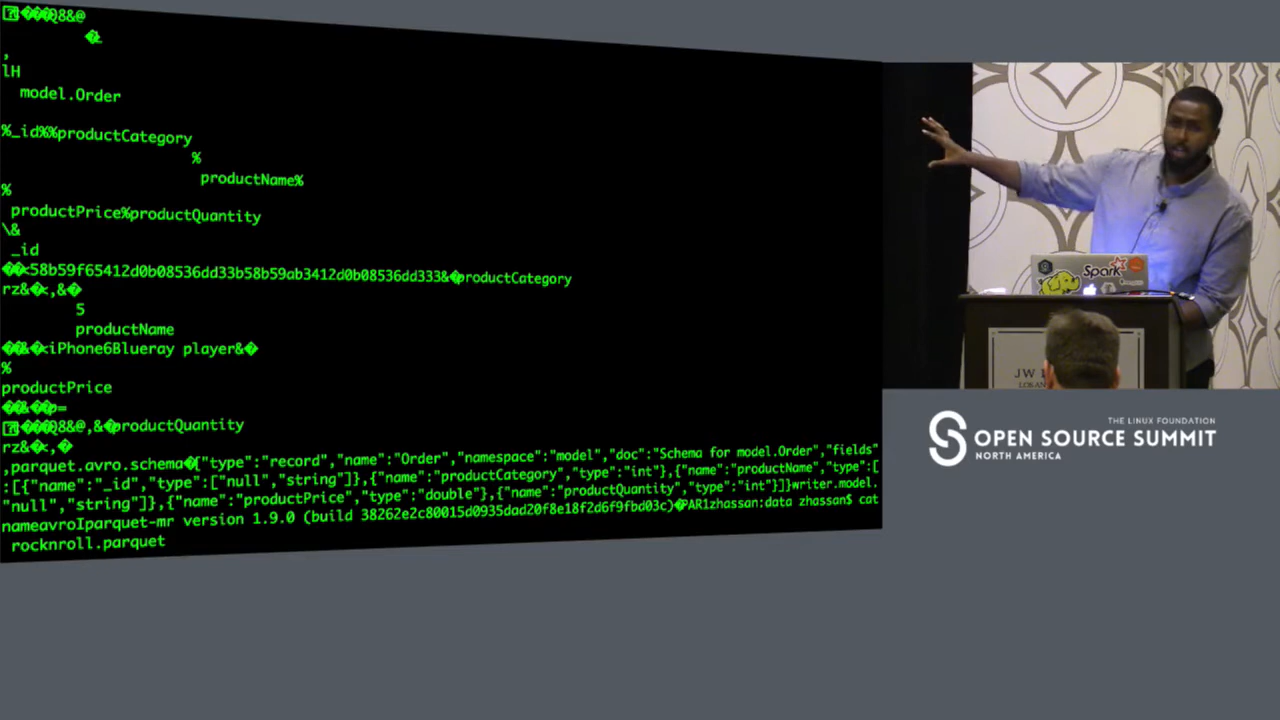 model.Order
%_id%%productCategory
%
productName%
%
productPrice%productQuantity
\&
_id
<58b59f65412d0b08536dd33b58b59ab3412d0b08536dd333&�productCategory
rz&�<,&�
5
productName
��&�<iPhone6Blueray player&�
%
productPrice
��&��p=
���Q8&@,&�productQuantity
rz&�<,�
,parquet.avro.schema�{"type":"record","name":"Order","namespace":"model","doc":"Schema for model.Order","fields"
:[{"name":"_id","type":["null","string"]},{"name":"productCategory","type":"int"},{"name":"productName","type":[
"null","string"]},{"name":"productPrice","type":"double"},{"name":"productQuantity","type":"int"}]}writer.model.
nameavroIparquet-mr version 1.9.0 (build 38262e2c80015d0935dad20f8e18f2d6f9fbd03c)�PAR1zhassan:data zhassan$ cat
rocknroll.parquet
Spark
JW
THE LINUX FOUNDATION
OPEN SOURCE SUMMIT
NORTH AMERICA